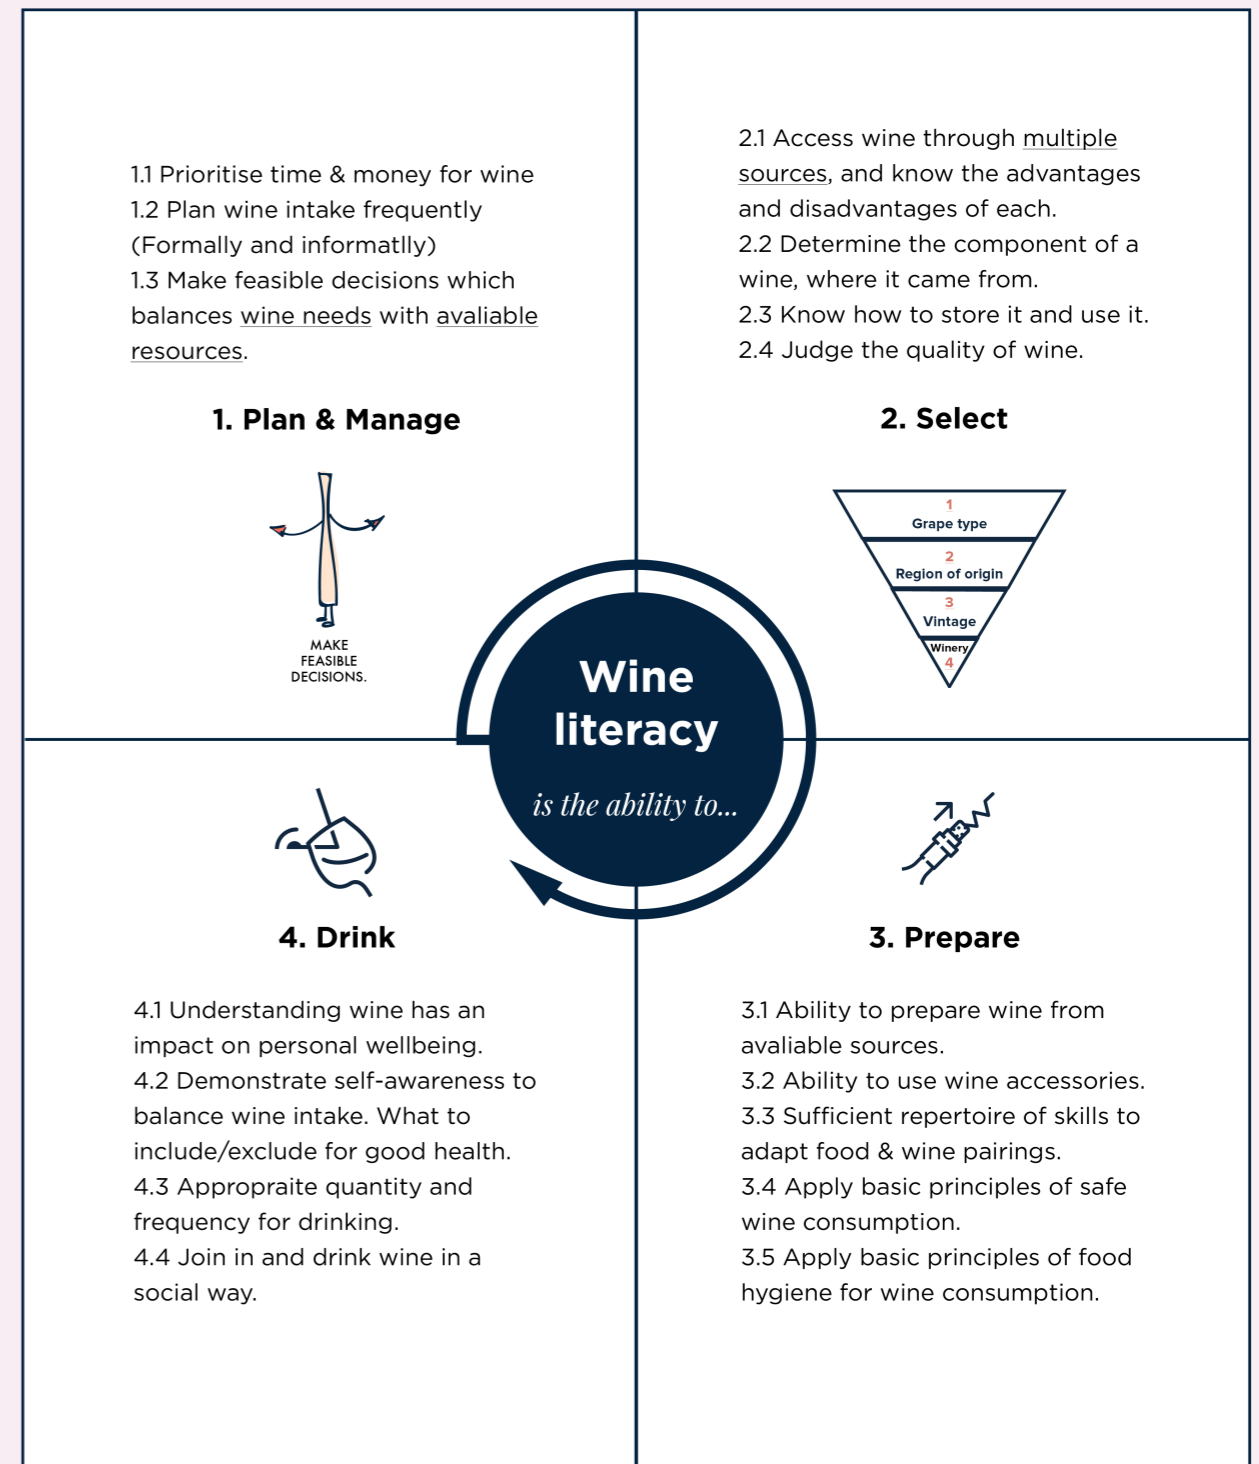 1.1 Prioritise time & money for wine
1.2 Plan wine intake frequently
(Formally and informatlly)
1.3 Make feasible decisions which
balances wine needs with avaliable
resources.
1. Plan & Manage
MAKE
FEASIBLE
DECISIONS.
2.1 Access wine through multiple
sources, and know the advantages
and disadvantages of each.
2.2 Determine the component of a
wine, where it came from.
2.3 Know how to store it and use it.
2.4 Judge the quality of wine.
2. Select
1
Grape type
2
Region of origin
3
Vintage
Winery
4
Wine
literacy
is the ability to...
4. Drink
4.1 Understanding wine has an
impact on personal wellbeing.
4.2 Demonstrate self-awareness to
balance wine intake. What to
include/exclude for good health.
4.3 Appropraite quantity and
frequency for drinking.
4.4 Join in and drink wine in a
social way.
3. Prepare
3.1 Ability to prepare wine from
avaliable sources.
3.2 Ability to use wine accessories.
3.3 Sufficient repertoire of skills to
adapt food & wine pairings.
3.4 Apply basic principles of safe
wine consumption.
3.5 Apply basic principles of food
hygiene for wine consumption.